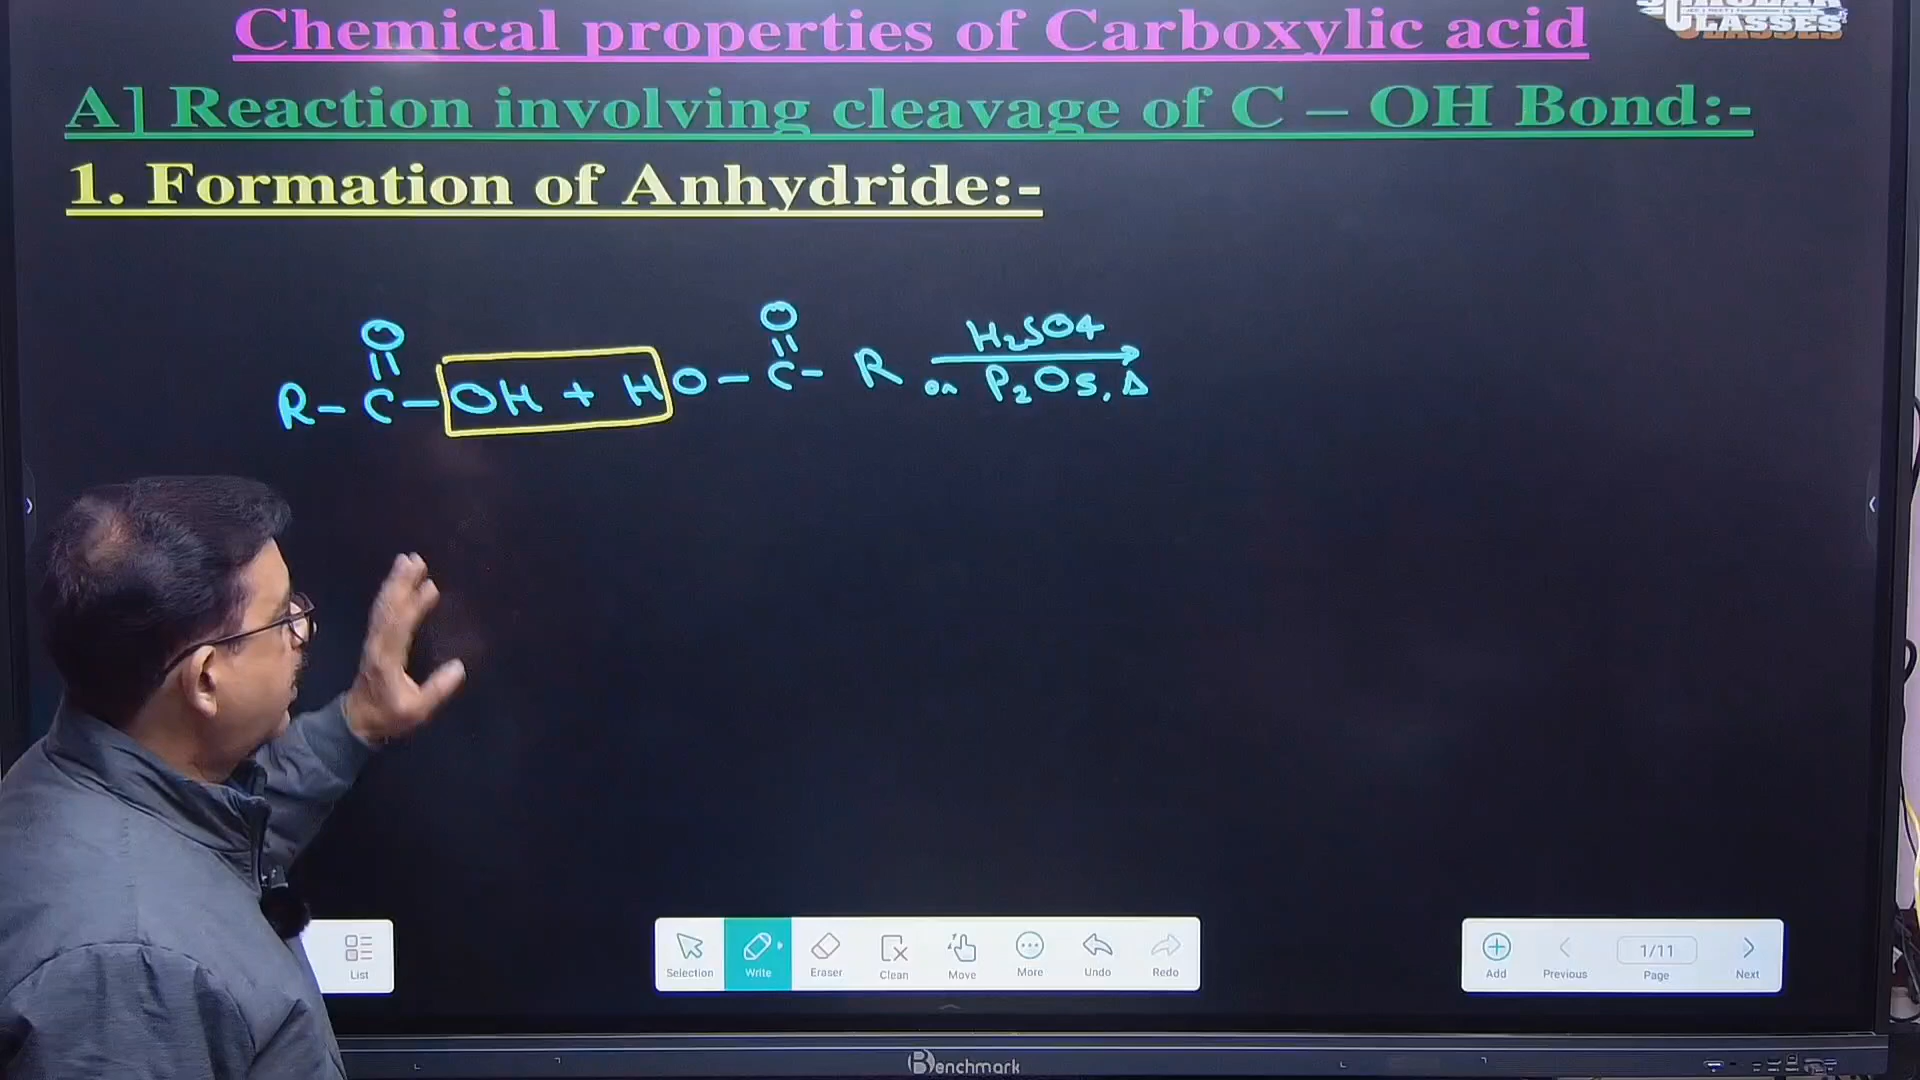 Chemical properties of Carboxylic acid
CLASSES
A] Reaction involving cleavage of C – OH Bond:-
1. Formation of Anhydride:-
O O
R – C – OH + HO – C – R H2SO4
or P2O5, Δ
List
Selection Write Eraser Clean Move More Undo Redo
Add Previous 1/11 Page Next
Benchmark